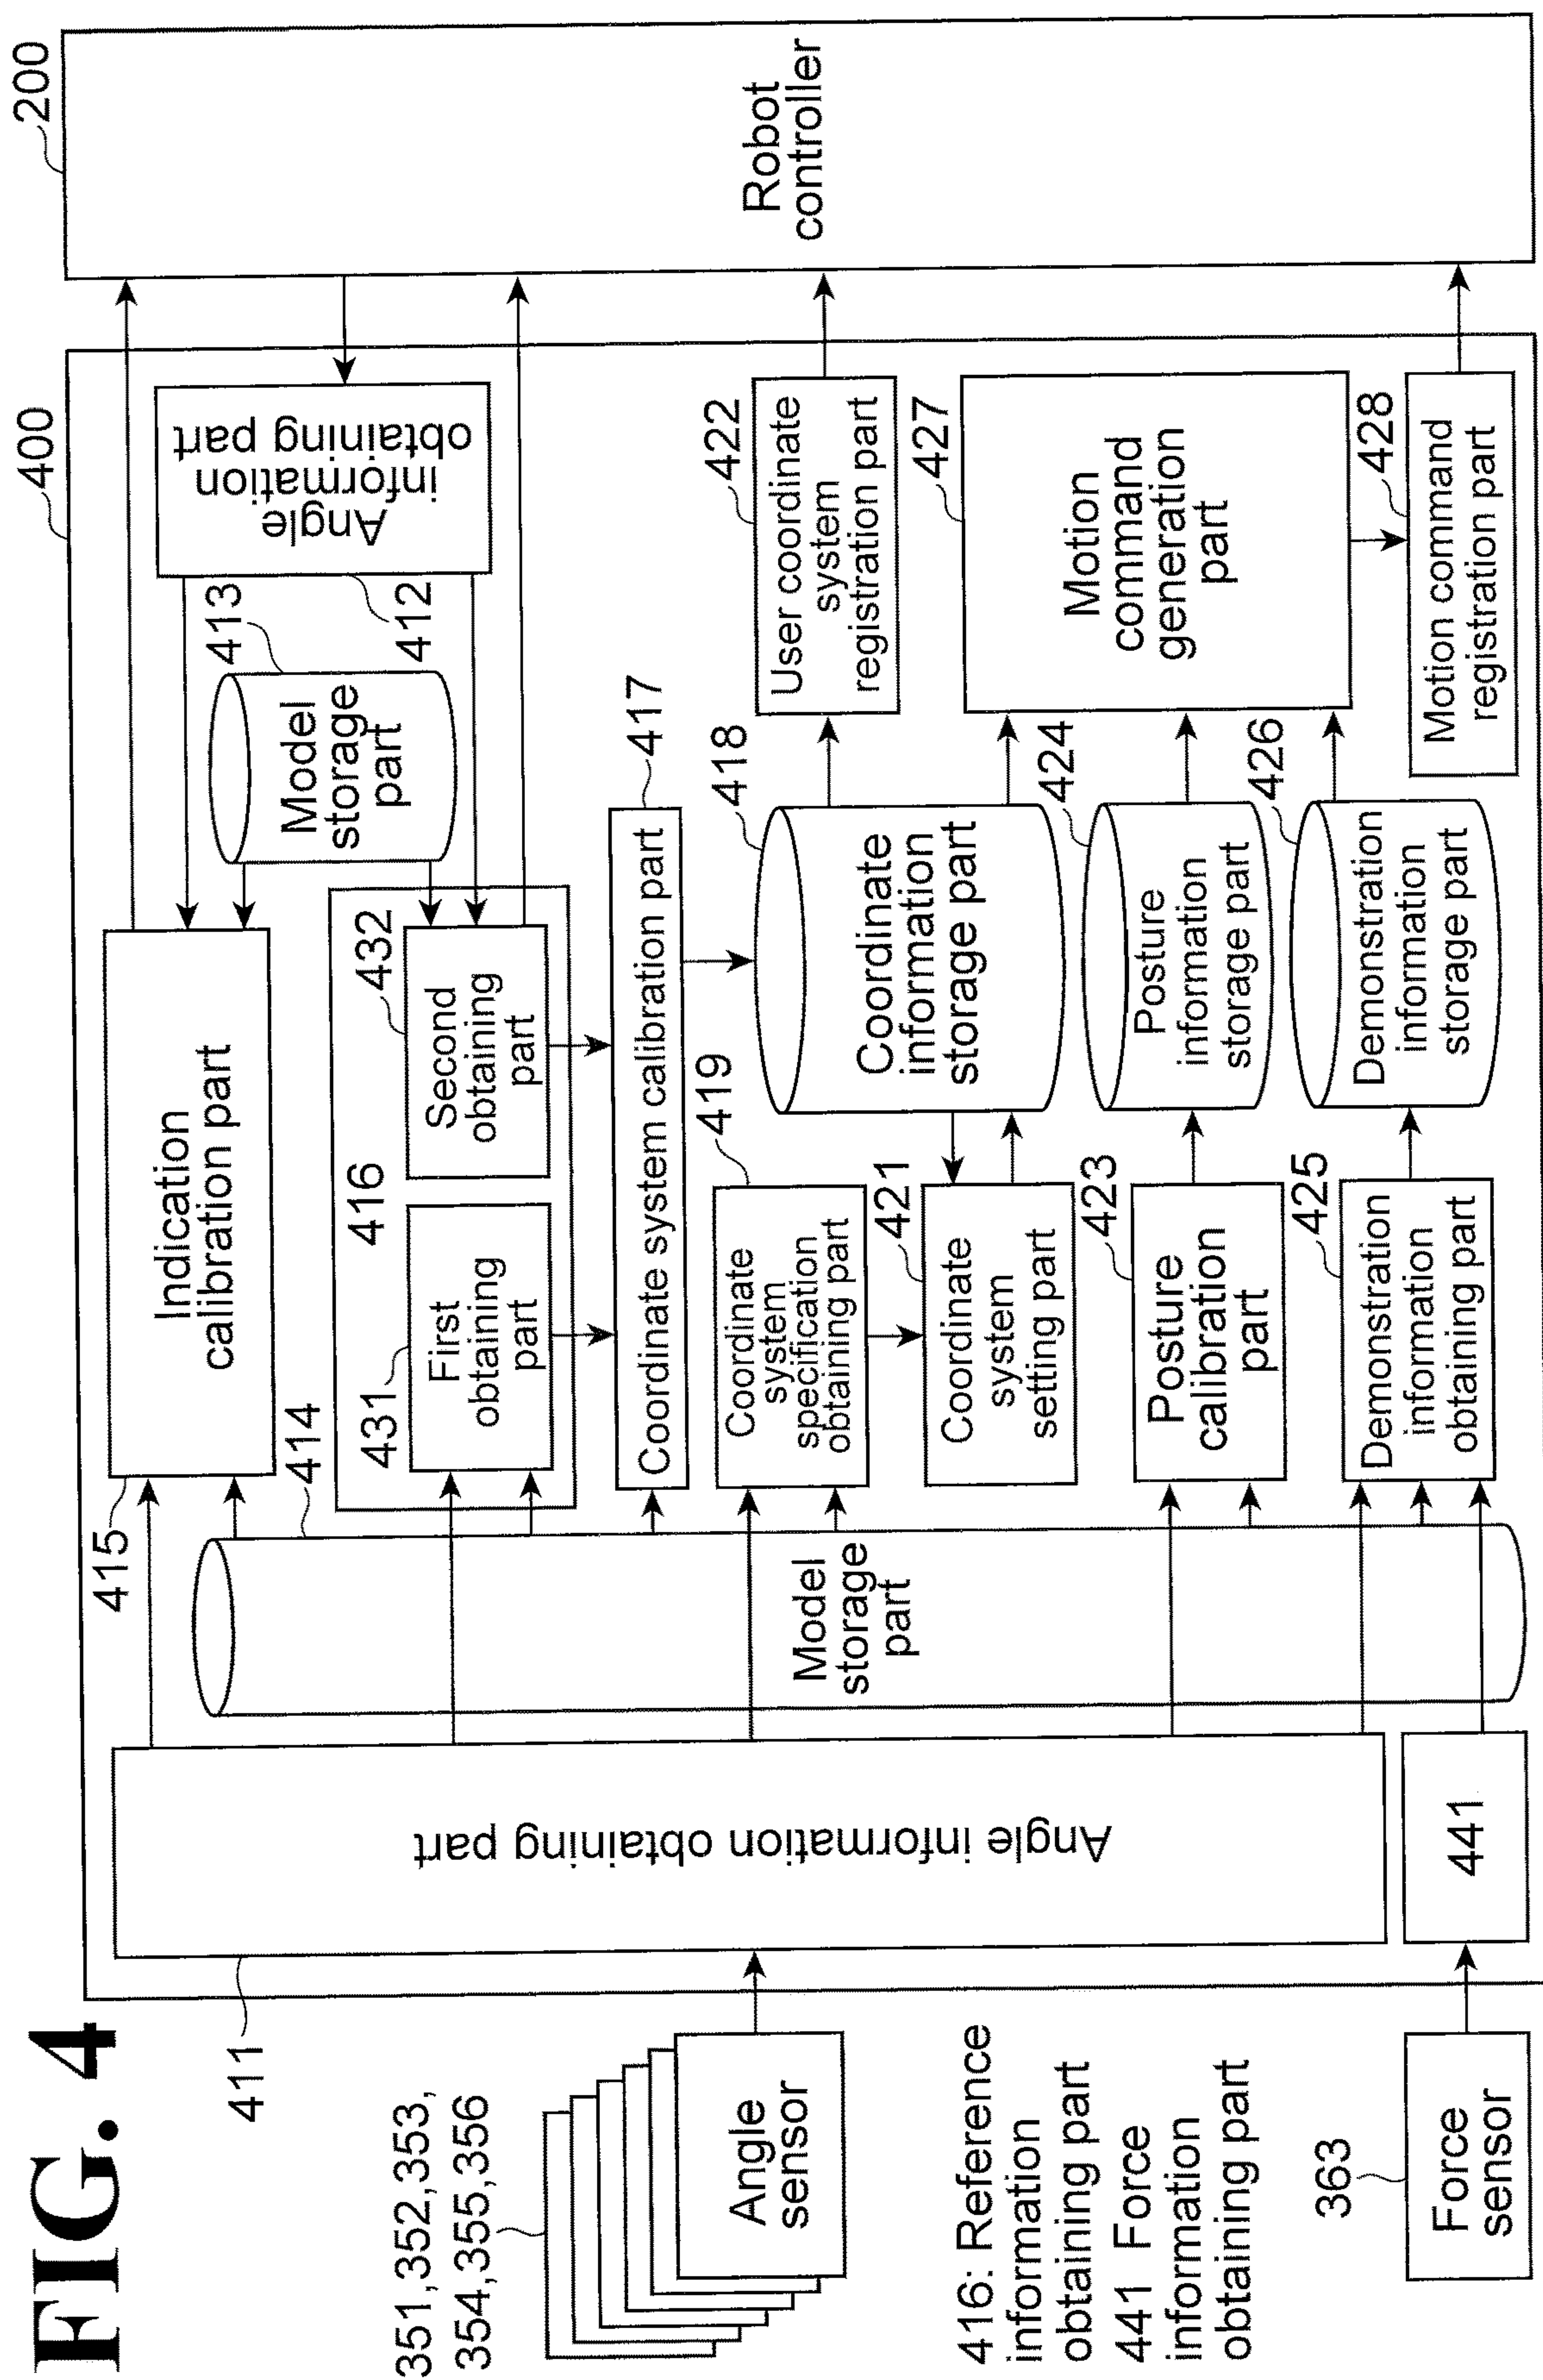 FIG. 4
351,352,353,
354,355,356
Angle
sensor
416: Reference
information
obtaining part
441 Force
information
obtaining part
363
Force
sensor
411
Angle information obtaining part
441
400
415
414
Model
storage
part
Indication
calibration part
416
431
First
obtaining
part
432
Second
obtaining
part
413
Model
storage
part
412
Angle
information
obtaining part
417
Coordinate system calibration part
419
Coordinate
system
specification
obtaining part
421
Coordinate
system
setting part
418
Coordinate
information
storage part
422
User coordinate
system
registration part
423
Posture
calibration
part
424
Posture
information
storage part
425
Demonstration
information
obtaining part
426
Demonstration
information
storage part
427
Motion
command
generation
part
428
Motion command
registration part
200
Robot
controller